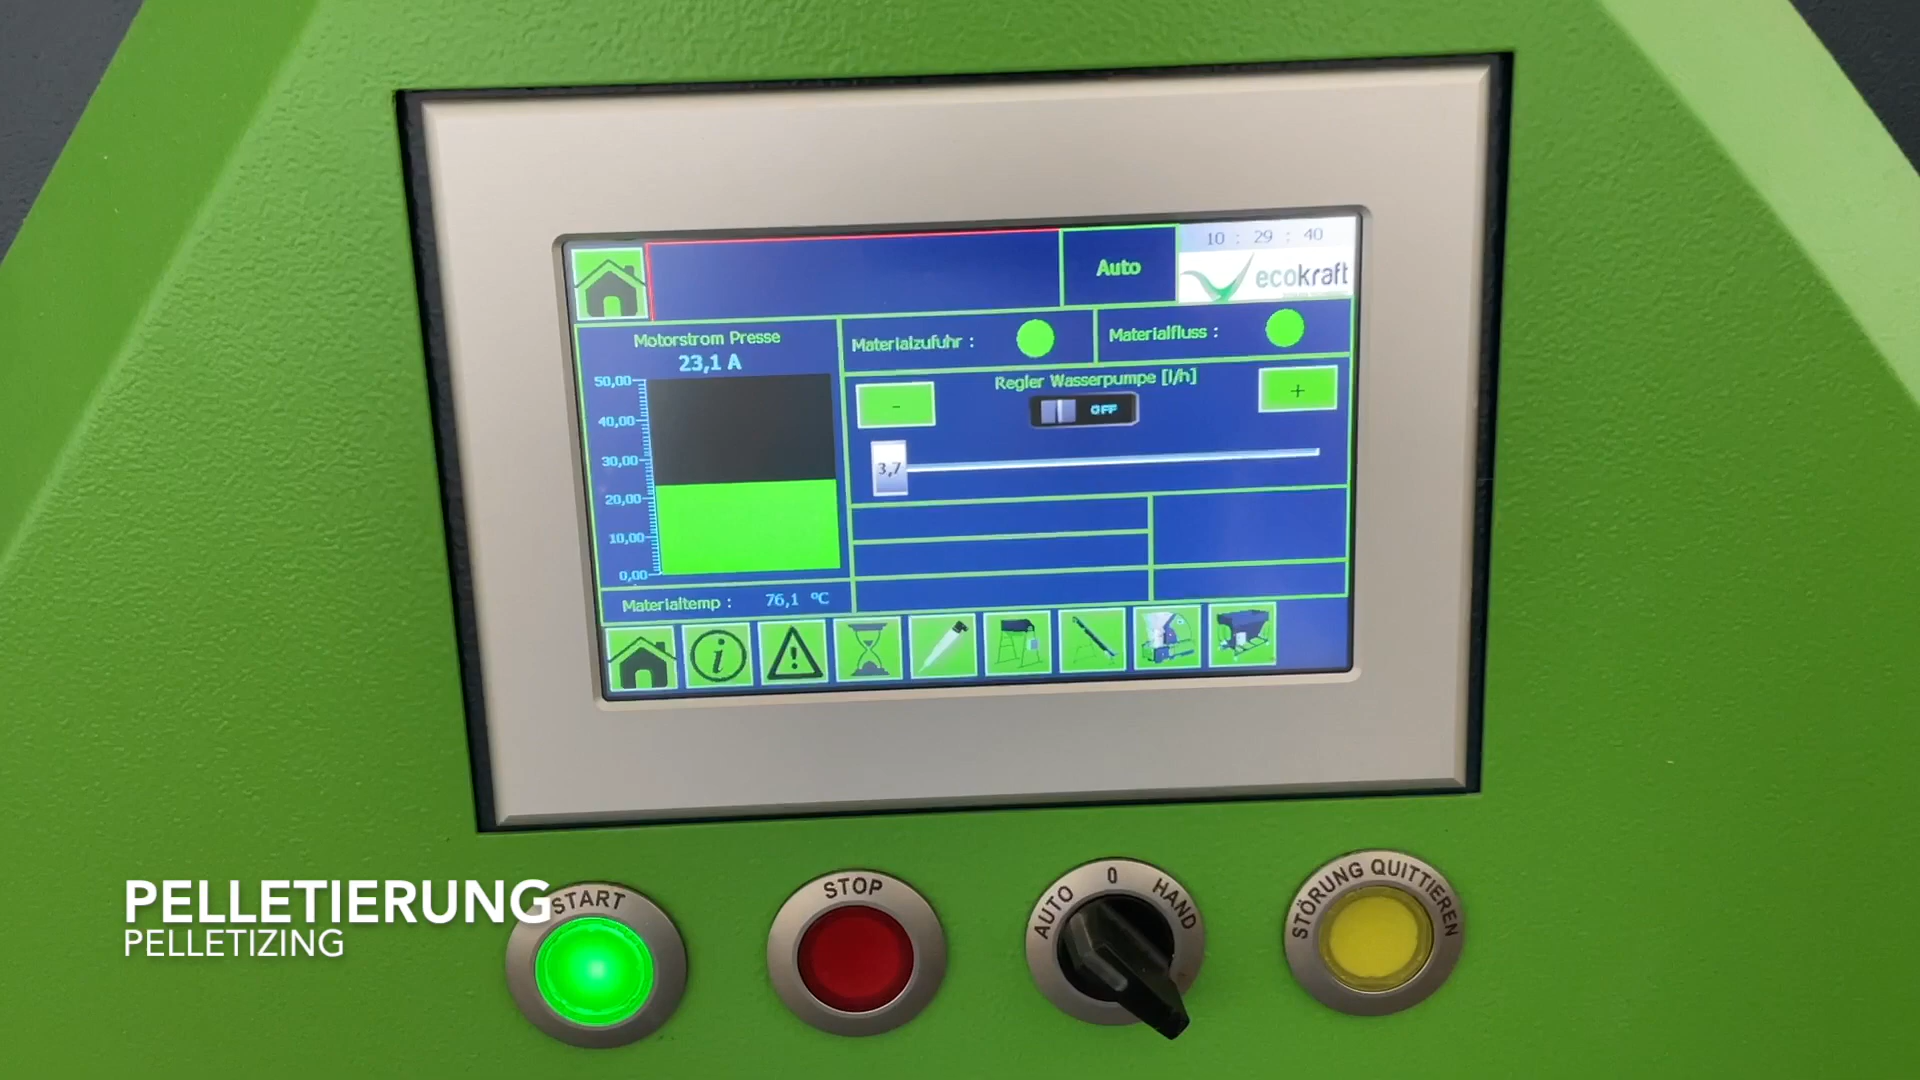 10 : 29 : 40
Auto
ecokraft
Motorstrom Presse
23,1 A
Materialzufuhr :
Materialfluss :
50,00
40,00
30,00
20,00
10,00
0,00
Regler Wasserpumpe [l/h]
-
OFF
+
3,7
Materialtemp : 76,1 °C
START
STOP
AUTO 0 HAND
STÖRUNG QUITTIEREN
PELLETIERUNG
PELLETIZING